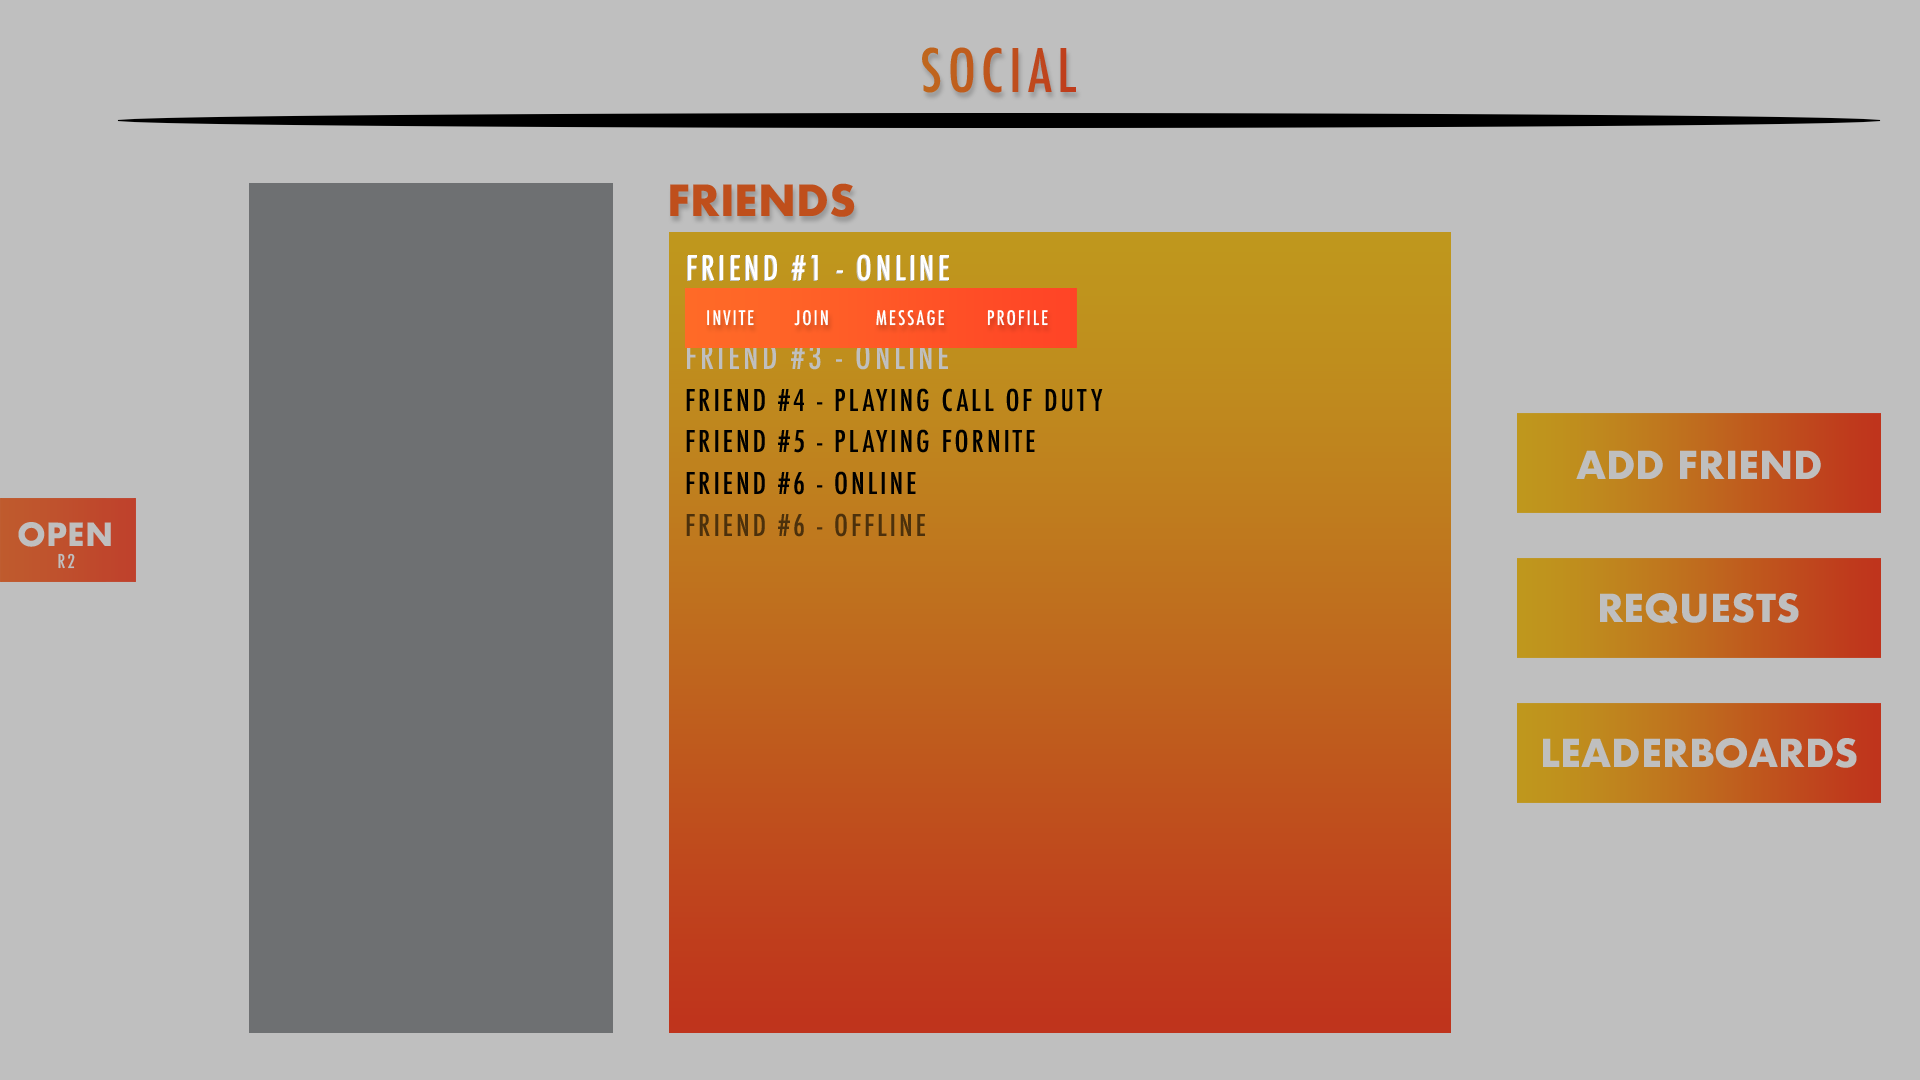 SOCIAL
FRIENDS
FRIEND #1 - ONLINE
INVITE JOIN MESSAGE PROFILE
FRIEND #3 - ONLINE
FRIEND #4 - PLAYING CALL OF DUTY
FRIEND #5 - PLAYING FORNITE
FRIEND #6 - ONLINE
FRIEND #6 - OFFLINE
OPEN
R2
ADD FRIEND
REQUESTS
LEADERBOARDS